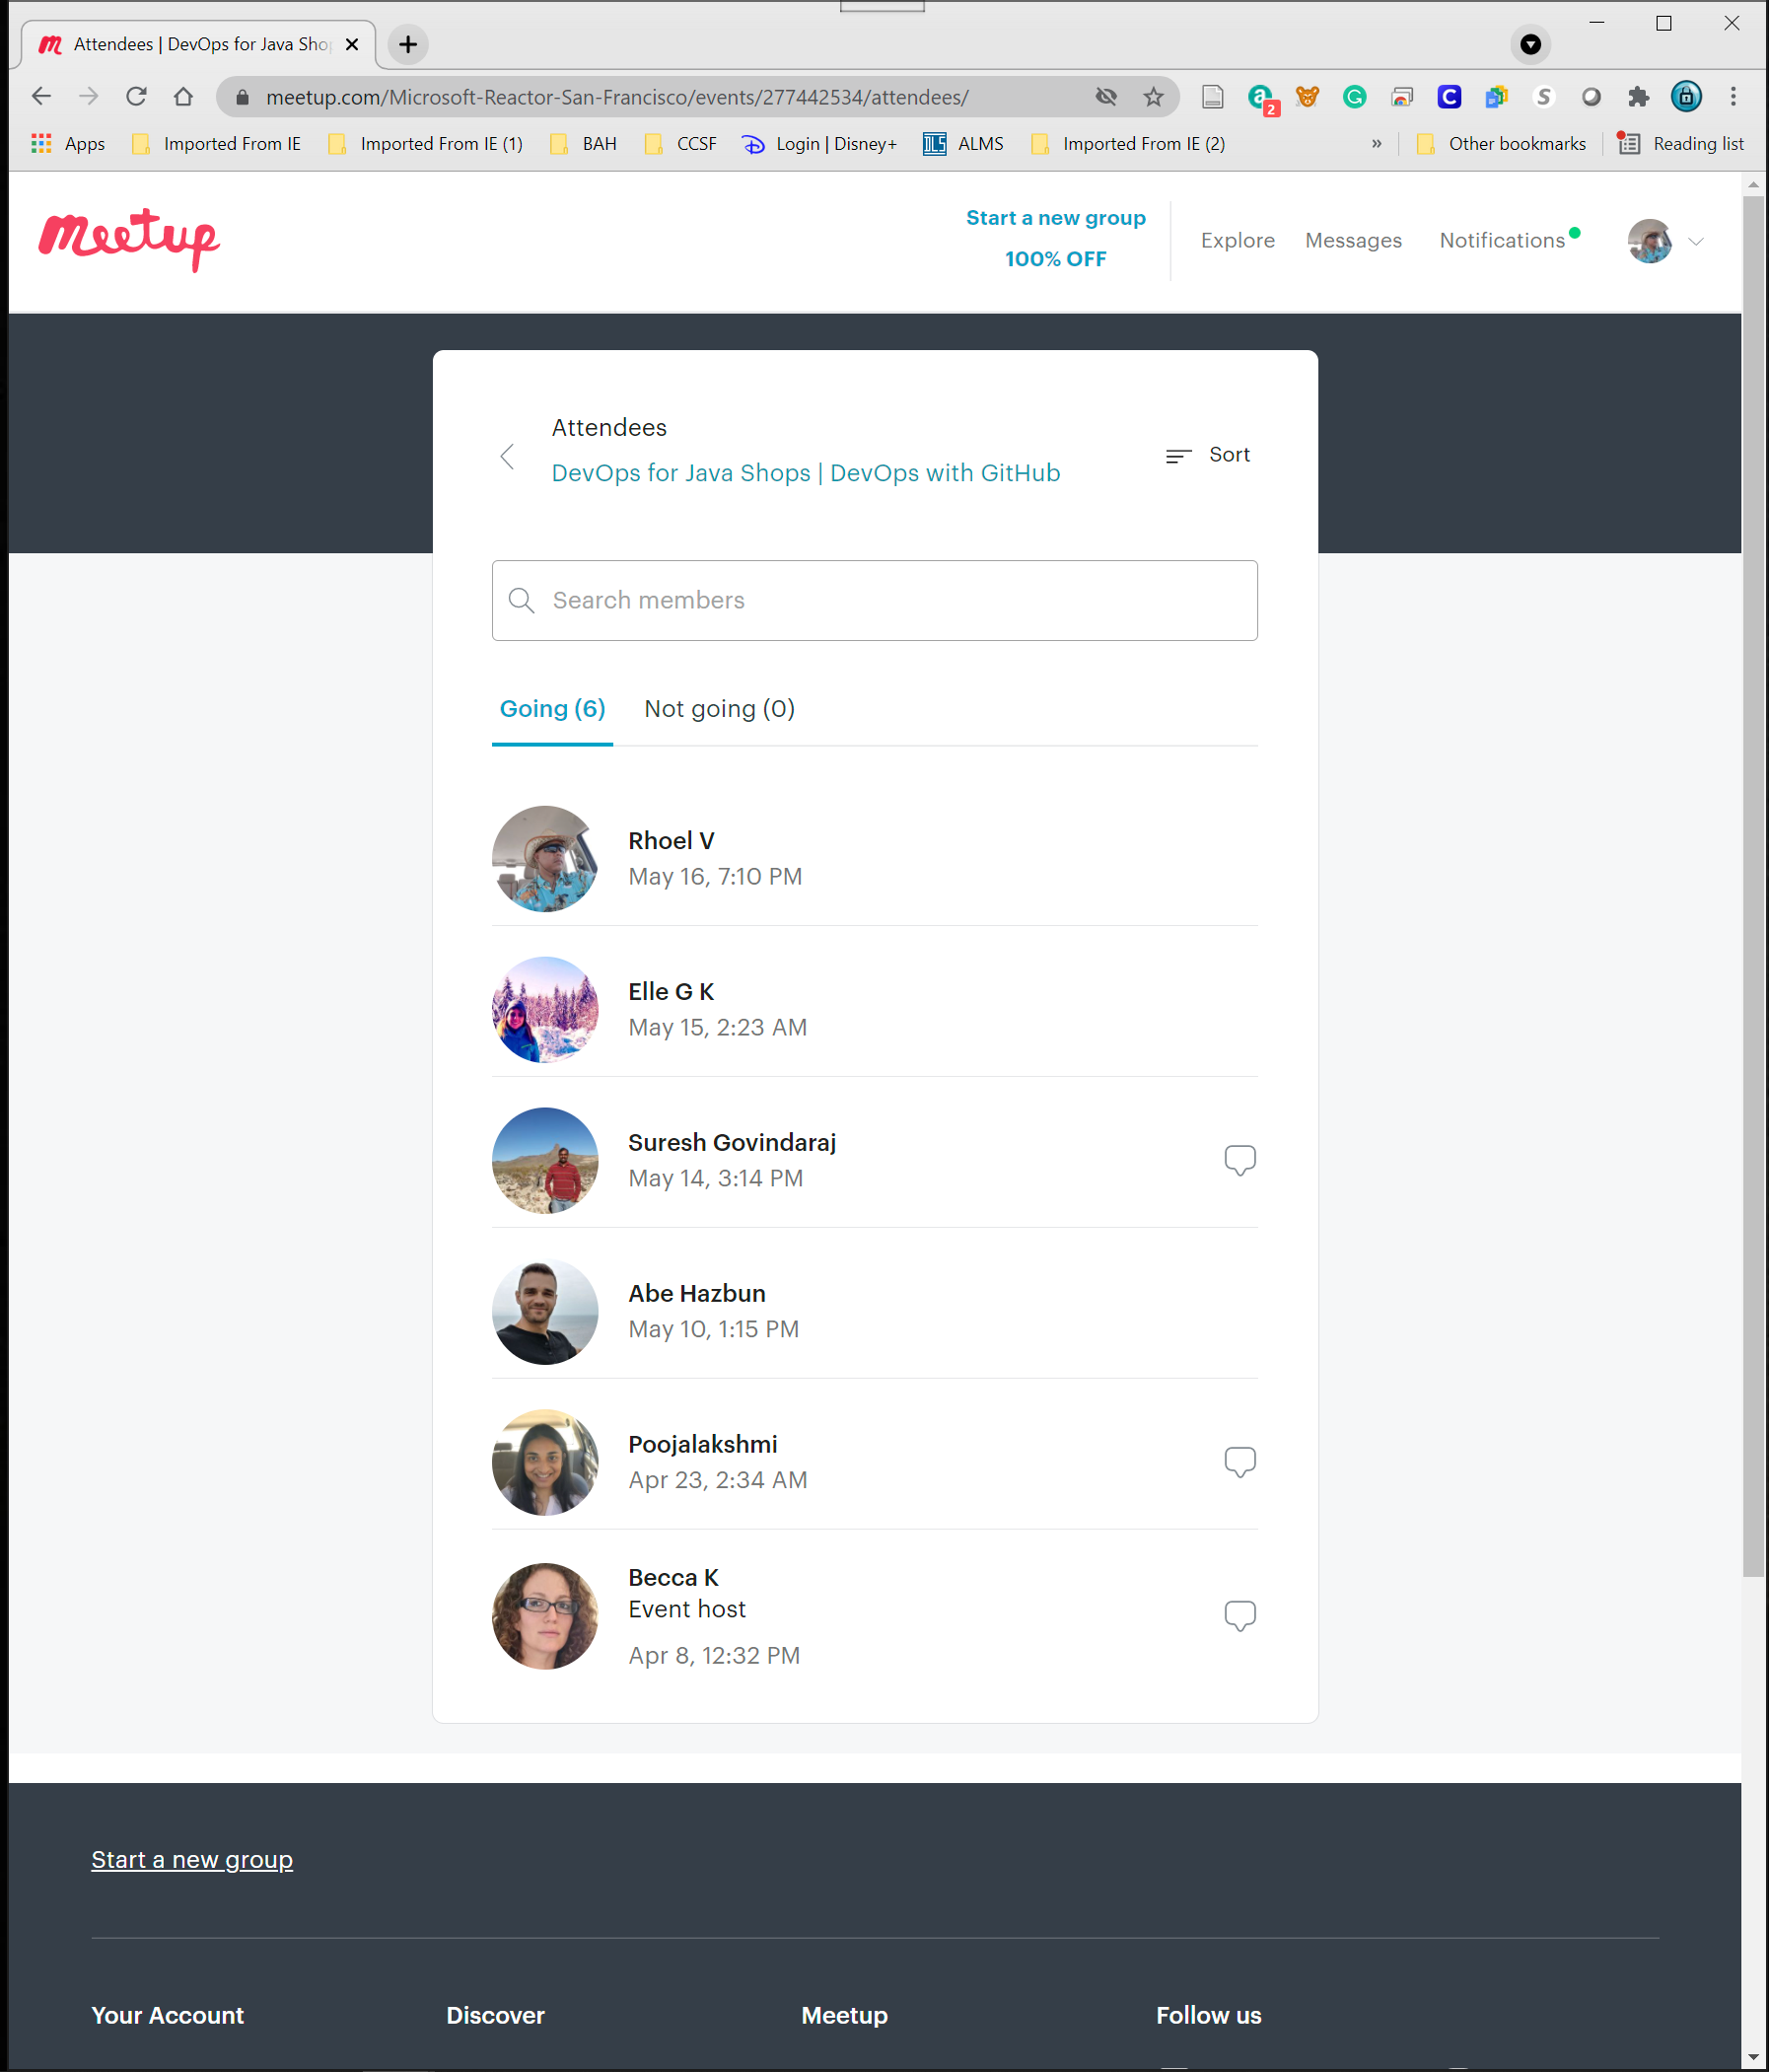 Attendees | DevOps for Java Sho
meetup.com/Microsoft-Reactor-San-Francisco/events/277442534/attendees/
2
Apps
Imported From IE
Imported From IE (1)
BAH
CCSF
Login | Disney+
DLS
ALMS
Imported From IE (2)
»
Other bookmarks
Reading list
meetup
Start a new group
100% OFF
Explore
Messages
Notifications
Attendees
DevOps for Java Shops | DevOps with GitHub
Sort
Search members
Going (6)
Not going (0)
Rhoel V
May 16, 7:10 PM
Elle G K
May 15, 2:23 AM
Suresh Govindaraj
May 14, 3:14 PM
Abe Hazbun
May 10, 1:15 PM
Poojalakshmi
Apr 23, 2:34 AM
Becca K
Event host
Apr 8, 12:32 PM
Start a new group
Your Account
Discover
Meetup
Follow us